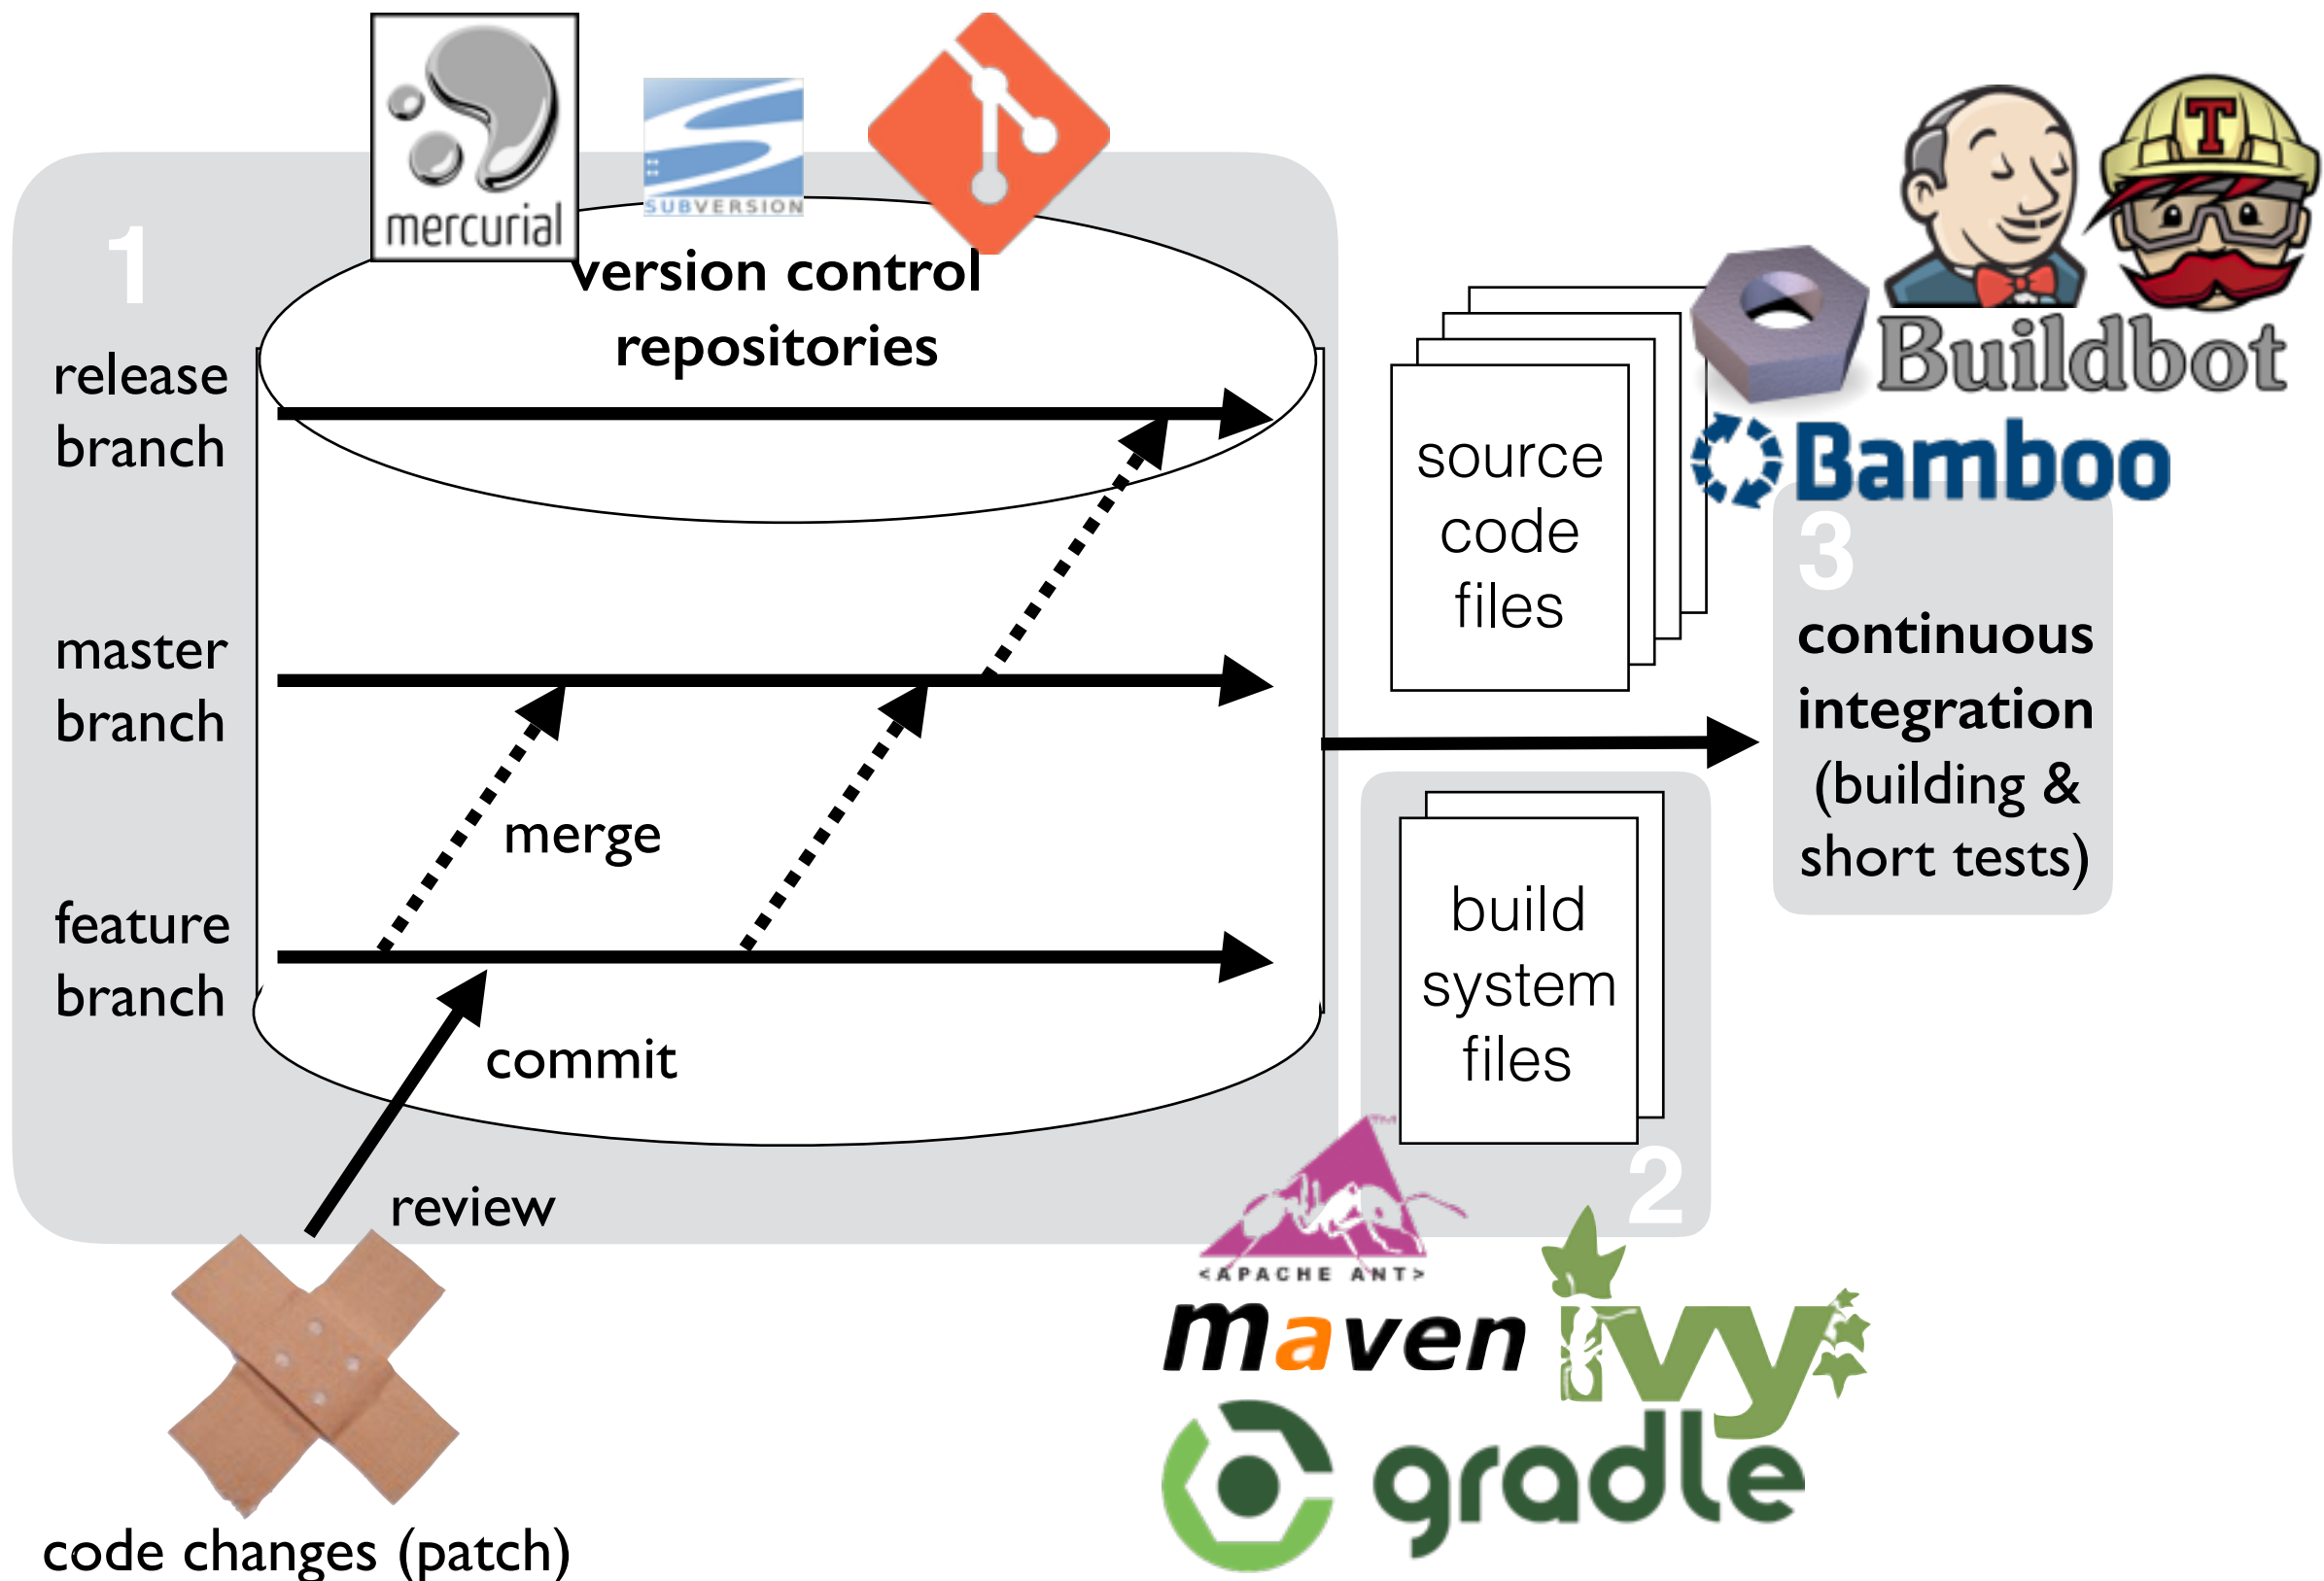 mercurial
SUBVERSION
1
version control
repositories
release
branch
master
branch
merge
feature
branch
commit
review
code changes (patch)
source
code
files
build
system
files
2
<APACHE ANT>
TM
maven
ivy
gradle
T
Buildbot
Bamboo
3
continuous
integration
(building &
short tests)